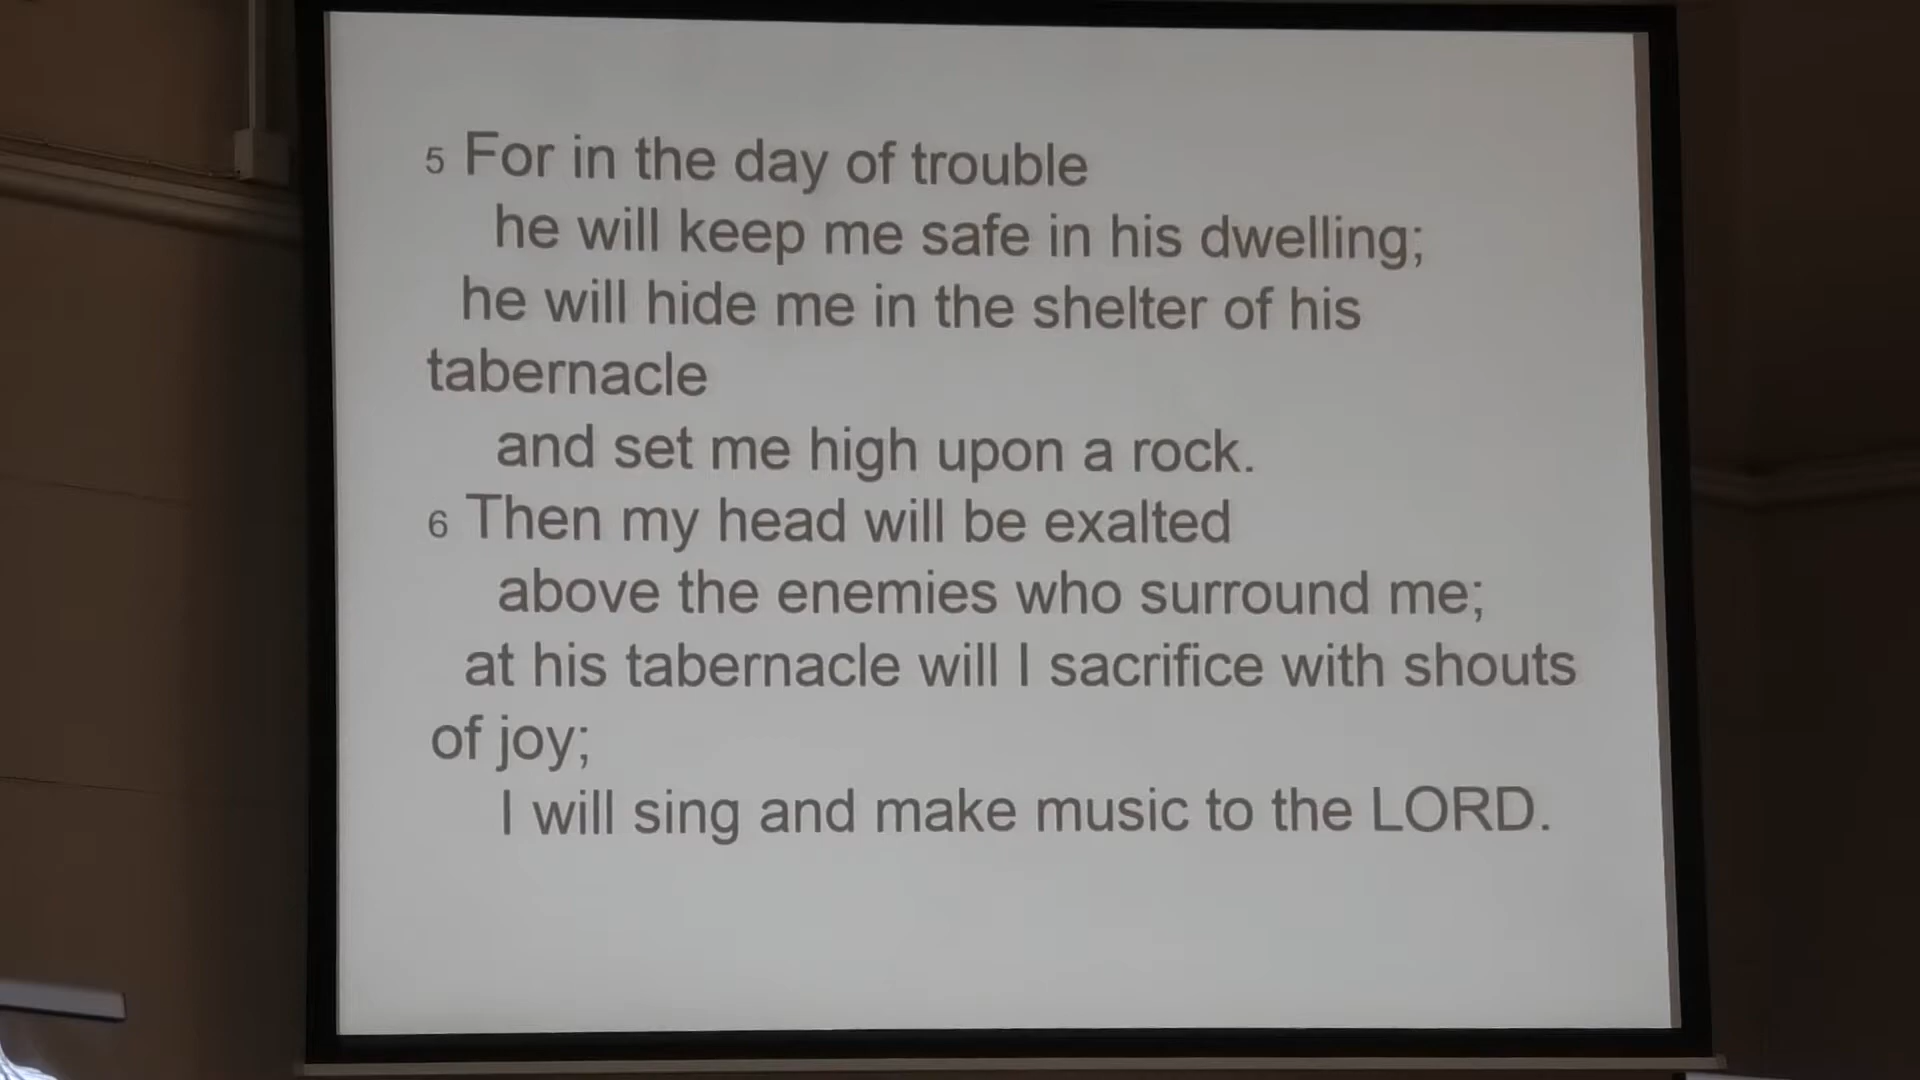 5 For in the day of trouble
he will keep me safe in his dwelling;
he will hide me in the shelter of his
tabernacle
and set me high upon a rock.
6 Then my head will be exalted
above the enemies who surround me;
at his tabernacle will I sacrifice with shouts
of joy;
I will sing and make music to the LORD.